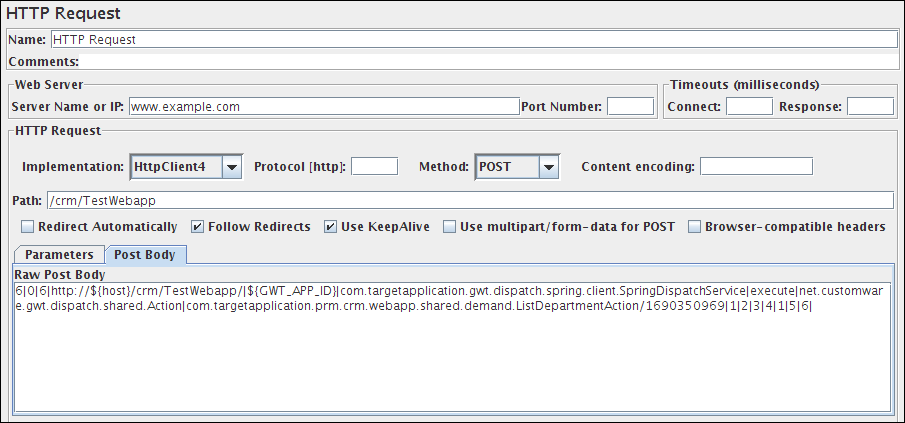 HTTP Request
Name: HTTP Request
Comments:
Web Server
Timeouts (milliseconds)
Server Name or IP: www.example.com Port Number:
Connect: Response:
HTTP Request
Implementation: HttpClient4 Protocol [http]: Method: POST Content encoding:
Path: /crm/TestWebapp
Redirect Automatically Follow Redirects Use KeepAlive Use multipart/form-data for POST Browser-compatible headers
Parameters Post Body
Raw Post Body
6|0|6|http://${host}/crm/TestWebapp/|${GWT_APP_ID}|com.targetapplication.gwt.dispatch.spring.client.SpringDispatchService|execute|net.customwar
e.gwt.dispatch.shared.Action|com.targetapplication.prm.crm.webapp.shared.demand.ListDepartmentAction/1690350969|1|2|3|4|1|5|6|